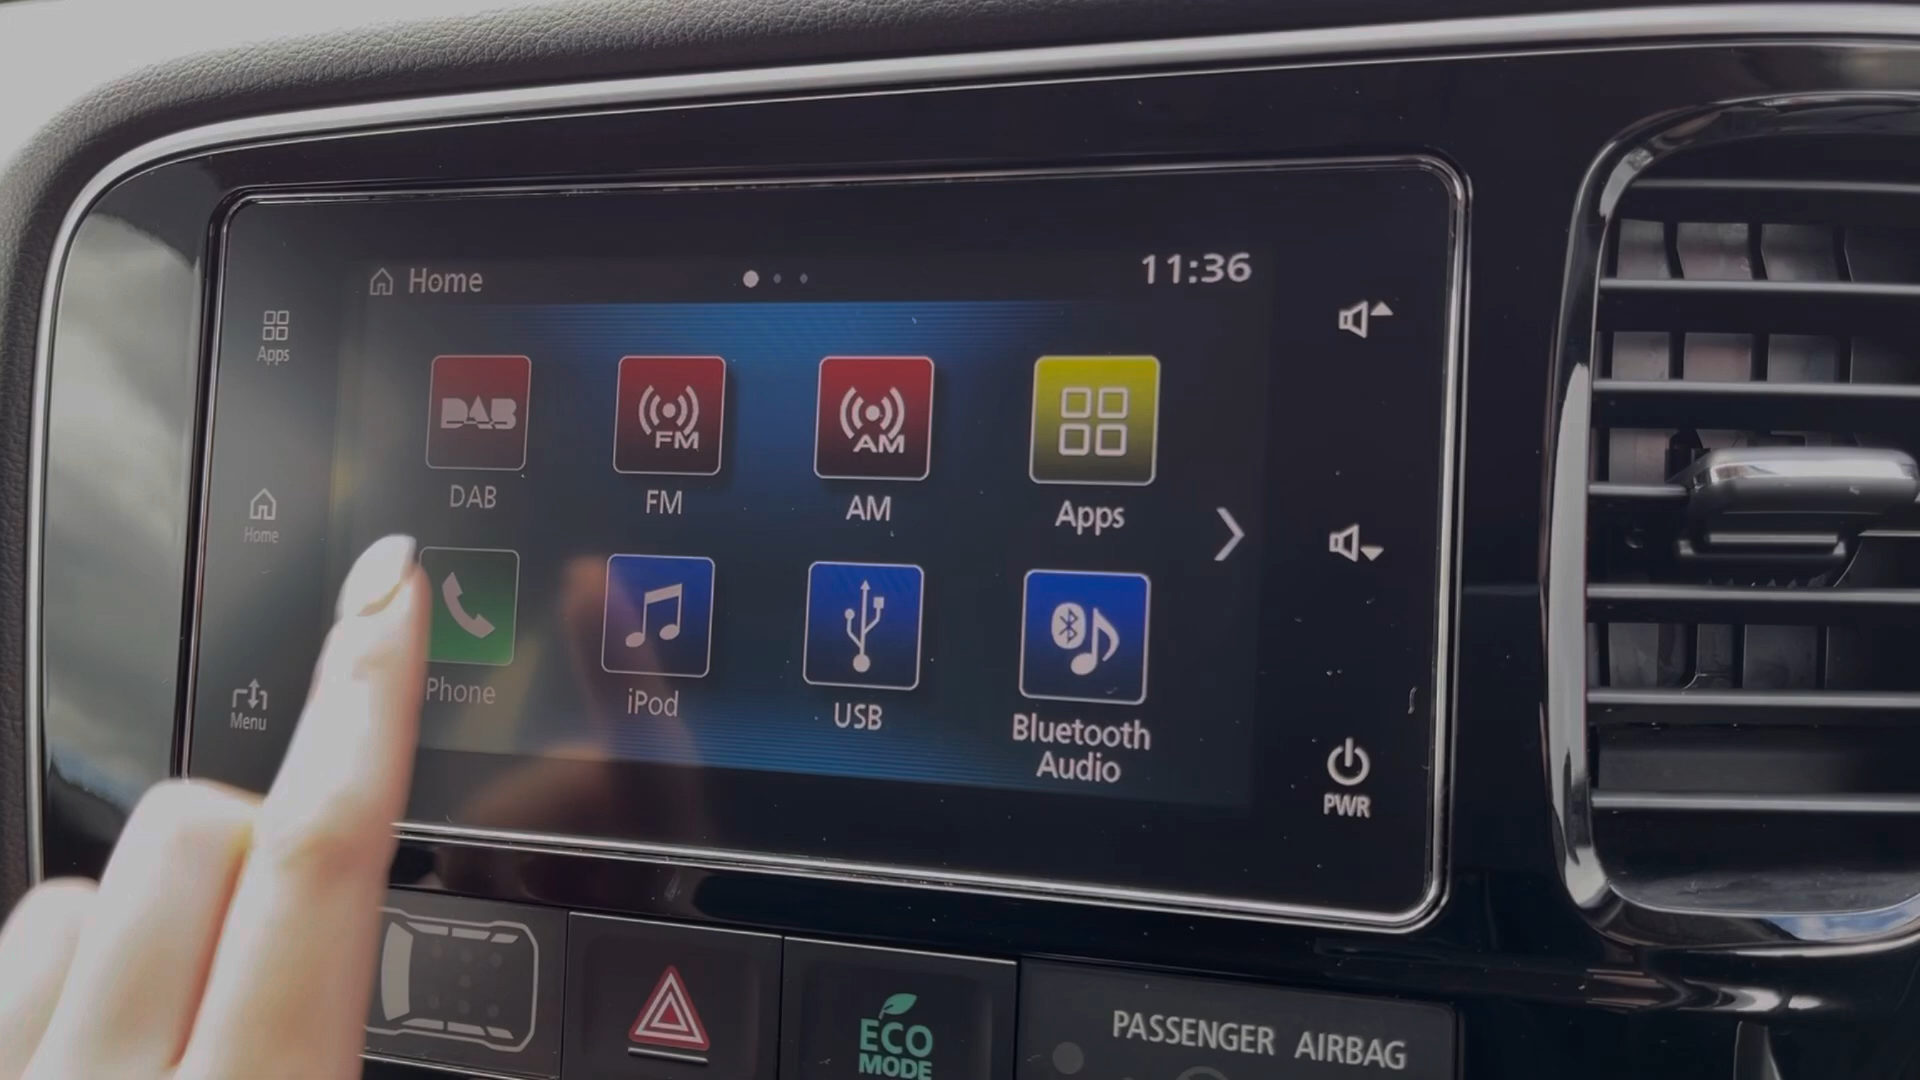 Home
11:36
Apps
Home
Menu
DAB
FM
AM
DAB
FM
AM
Apps
Phone
iPod
USB
Bluetooth
Audio
PWR
ECO
MODE
PASSENGER AIRBAG